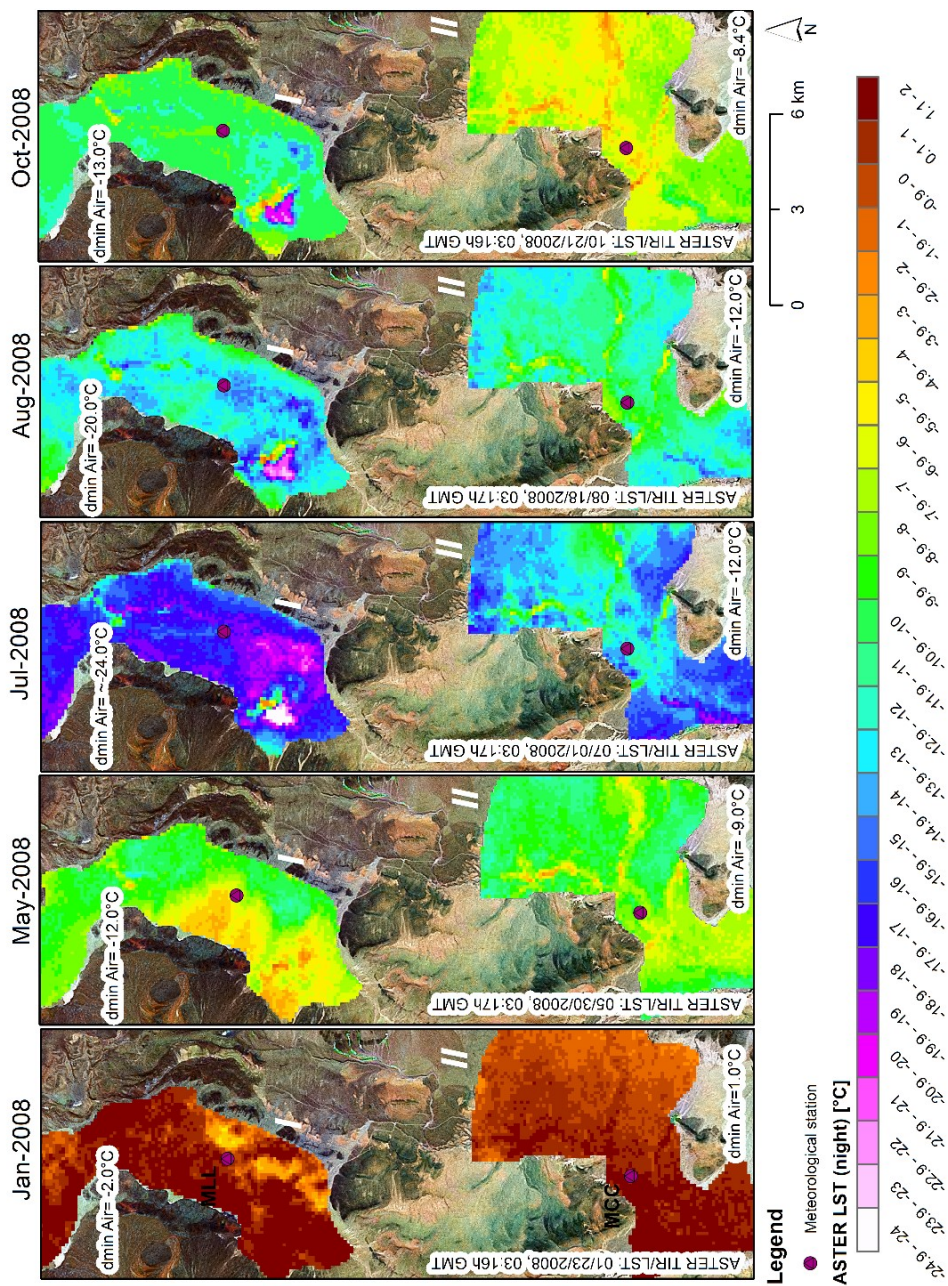 Jan-2008
May-2008
Jul-2008
Aug-2008
Oct-2008
dmin Air= -2.0°C
MLL
ASTER TIR/LST: 01/23/2008, 03:16h GMT
MCC
dmin Air=1.0°C
dmin Air= -12.0°C
ASTER TIR/LST: 05/30/2008, 03:17h GMT
dmin Air= -9.0°C
dmin Air= ~-24.0°C
ASTER TIR/LST: 07/01/2008, 03:17h GMT
dmin Air= -12.0°C
dmin Air= -20.0°C
ASTER TIR/LST: 08/18/2008, 03:17h GMT
dmin Air= -12.0°C
dmin Air= -13.0°C
ASTER TIR/LST: 10/21/2008, 03:16h GMT
dmin Air= -8.4°C
Legend
Meteorological station
0 3 6 km
N
ASTER LST (night) [°C]
-24.9 - -24
-23.9 - -23
-22.9 - -22
-21.9 - -21
-20.9 - -20
-19.9 - -19
-18.9 - -18
-17.9 - -17
-16.9 - -16
-15.9 - -15
-14.9 - -14
-13.9 - -13
-12.9 - -12
-11.9 - -11
-10.9 - -10
-9.9 - -9
-8.9 - -8
-7.9 - -7
-6.9 - -6
-5.9 - -5
-4.9 - -4
-3.9 - -3
-2.9 - -2
-1.9 - -1
-0.9 - 0
0.1 - 1
1.1 - 2